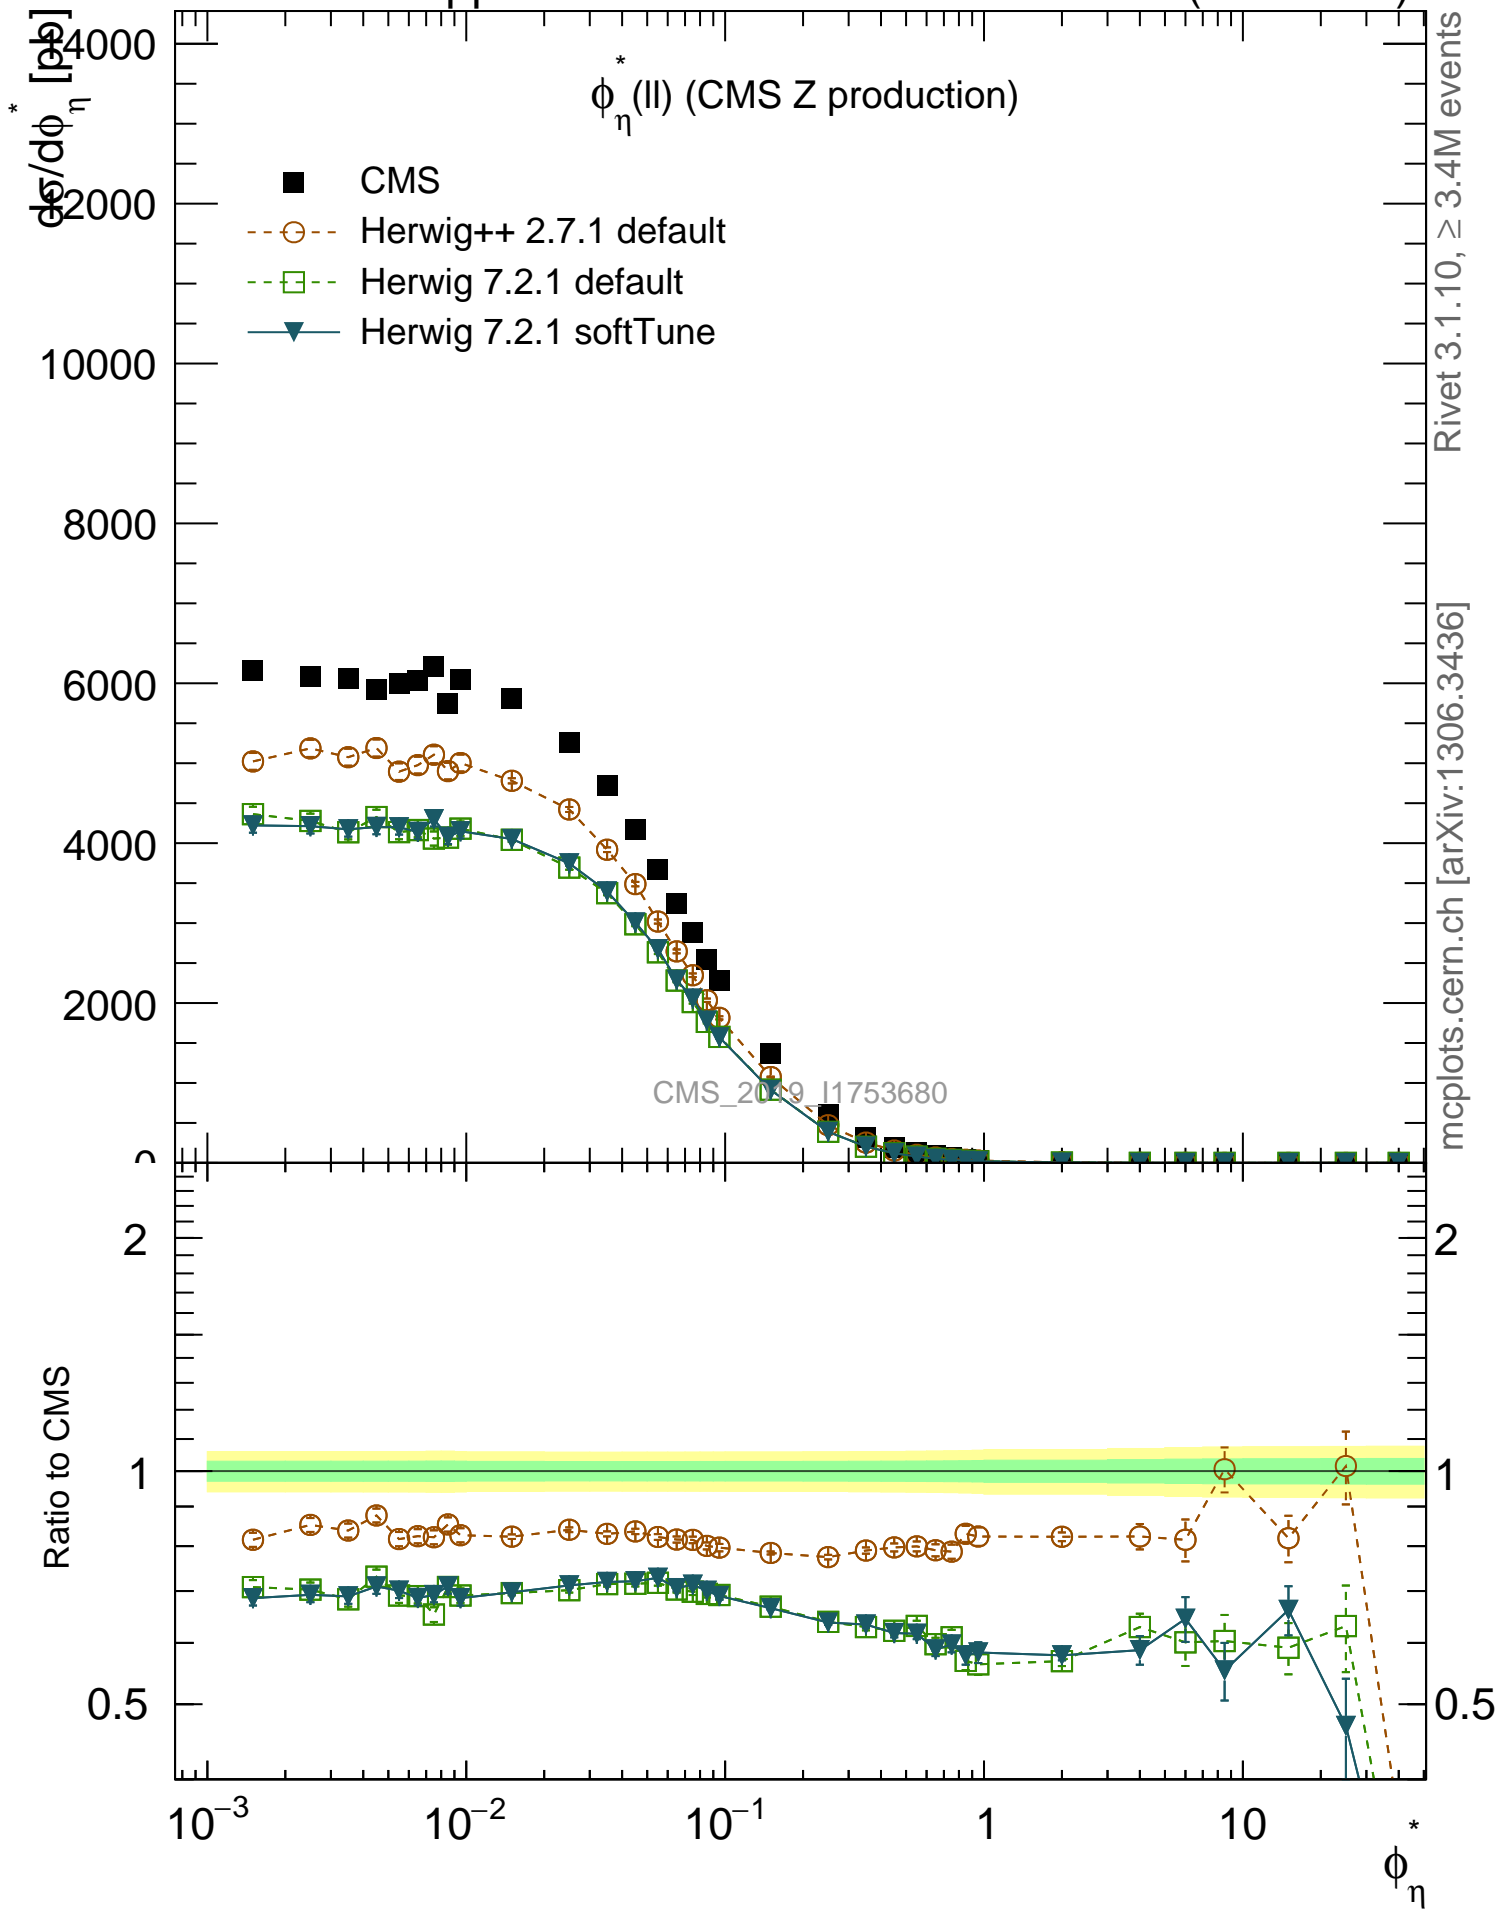 pp
dσ/dϕ*η [pb]
ϕ*η(ll) (CMS Z production)
CMS
Herwig++ 2.7.1 default
Herwig 7.2.1 default
Herwig 7.2.1 softTune
14000
12000
10000
8000
6000
4000
2000
0
CMS_2019_I1753680
Rivet 3.1.10, ≥ 3.4M events
mcplots.cern.ch [arXiv:1306.3436]
Ratio to CMS
2
1
0.5
2
1
0.5
10−3 10−2 10−1 1 10
ϕ*η